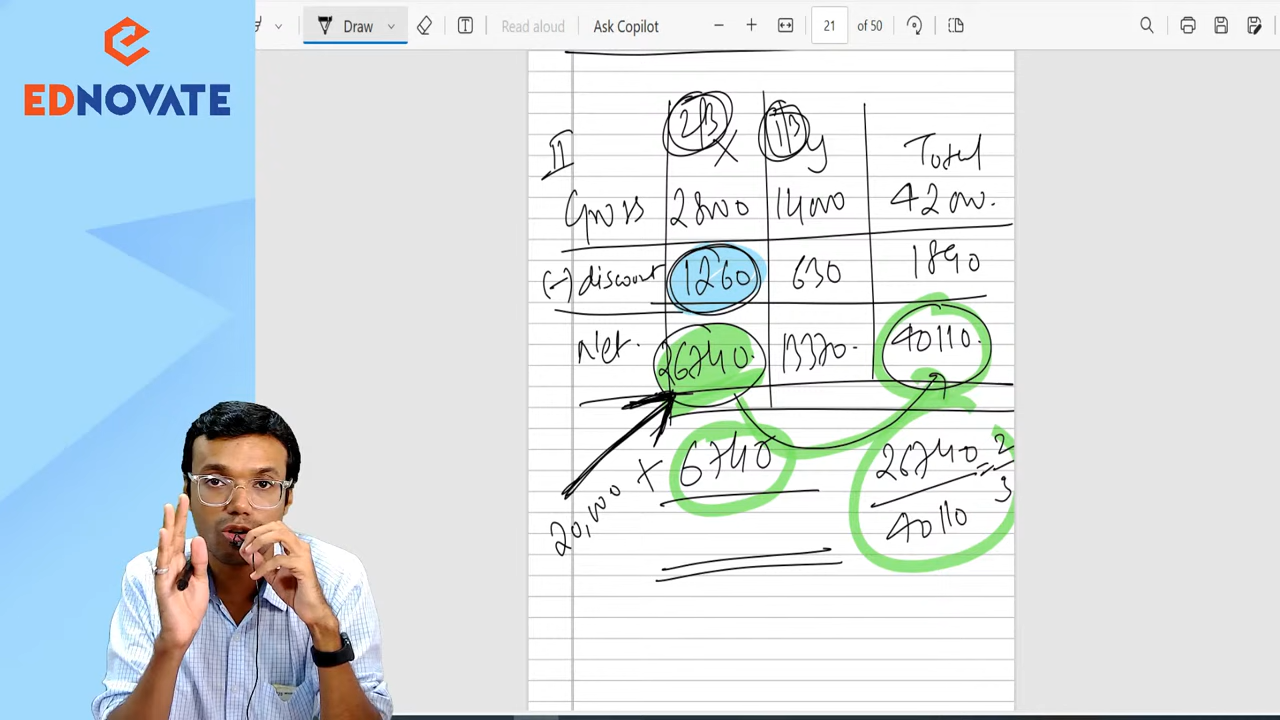 Draw
Read aloud
Ask Copilot
21
of 50
EDNOVATE
2/3
1/3
II
X
y
Total
Gross 28000 14000 42000.
(-) discount 1260 630 1890
Net. 26740. 13370. 40110.
6740
26740 = 2
40110 3
20,000